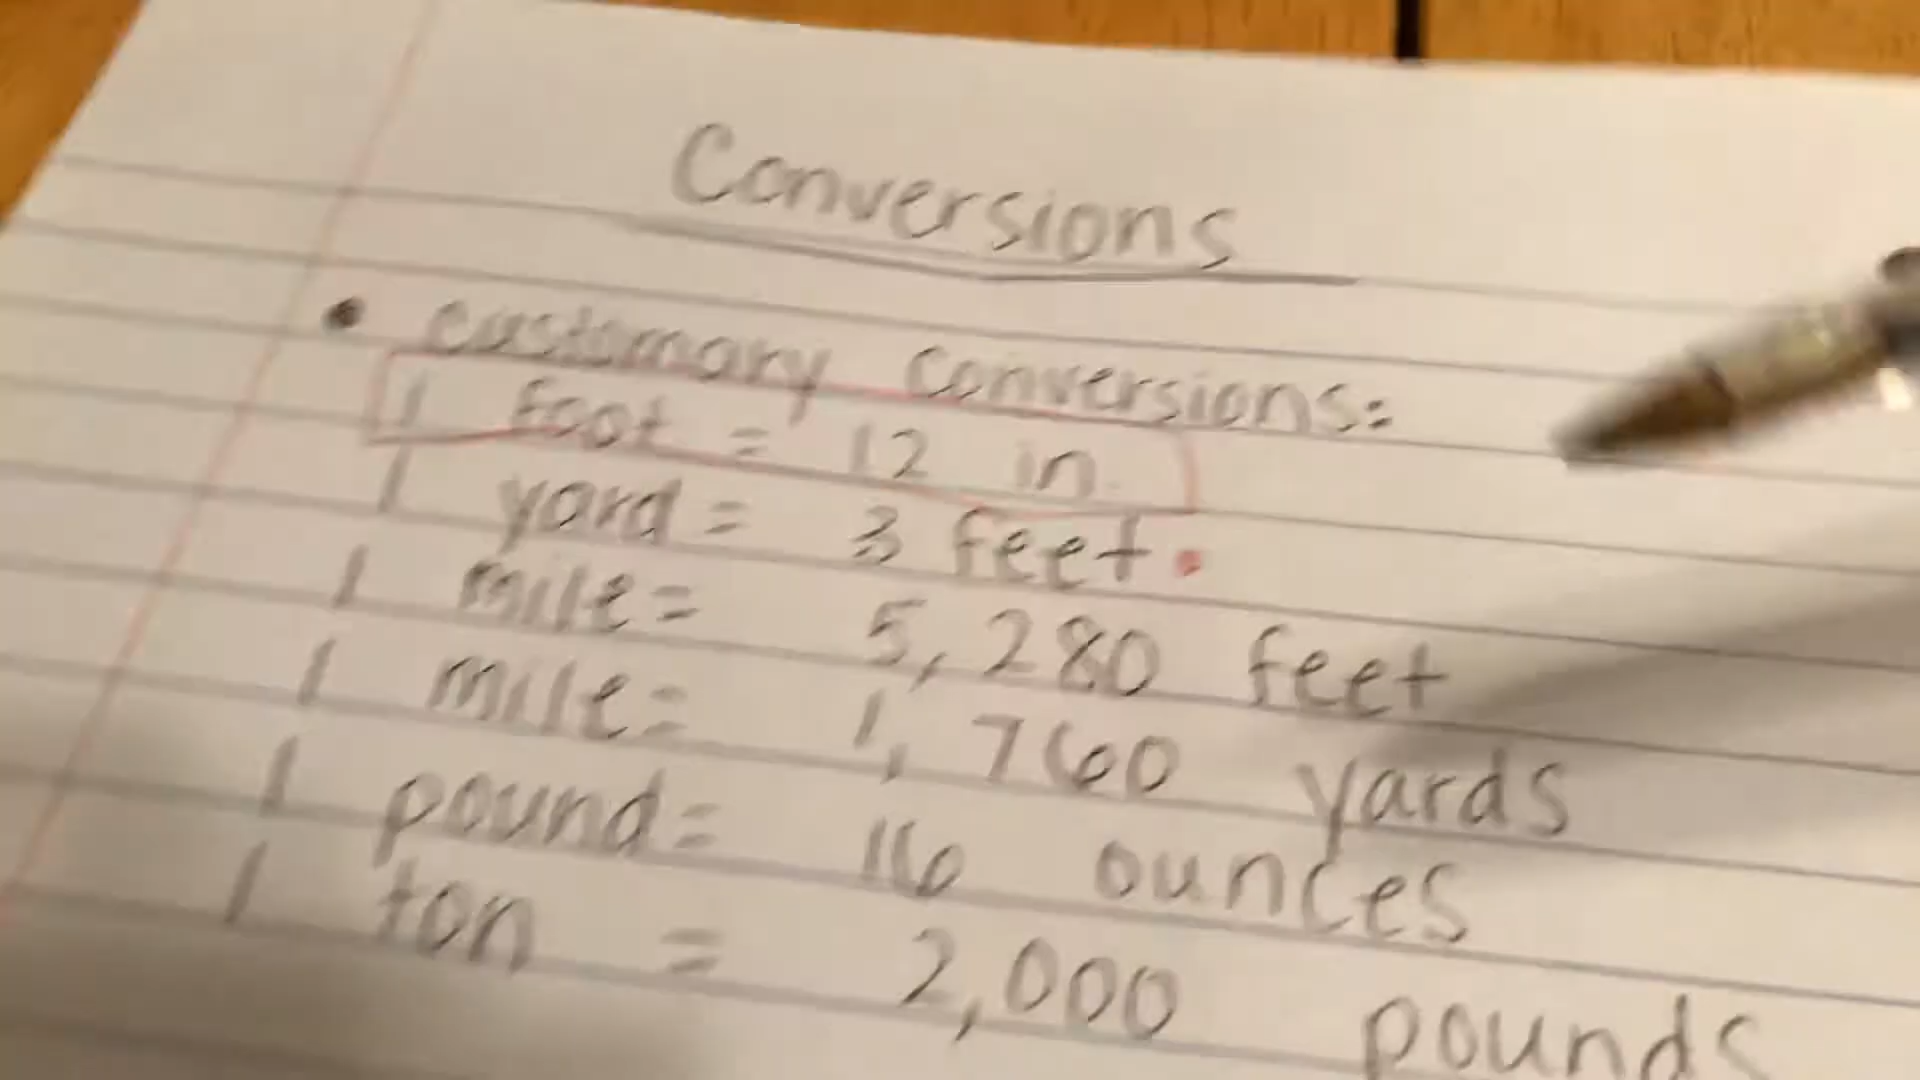 Conversions
• Customary Conversions:
1 foot = 12 in.
1 yard = 3 feet.
1 mile = 5,280 feet
1 mile = 1,760 yards
1 pound = 16 ounces
1 ton = 2,000 pounds